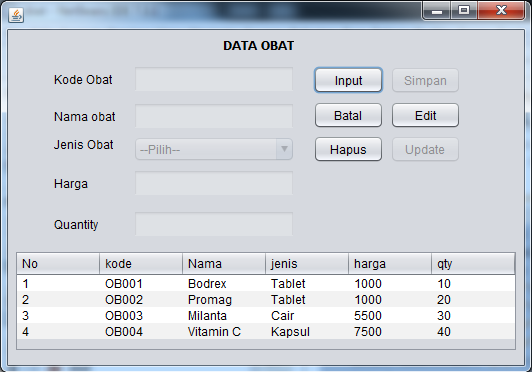 DATA OBAT
Kode Obat Input Simpan
Nama obat Batal Edit
Jenis Obat --Pilih-- Hapus Update
Harga
Quantity
No kode Nama jenis harga qty
1 OB001 Bodrex Tablet 1000 10
2 OB002 Promag Tablet 1000 20
3 OB003 Milanta Cair 5500 30
4 OB004 Vitamin C Kapsul 7500 40